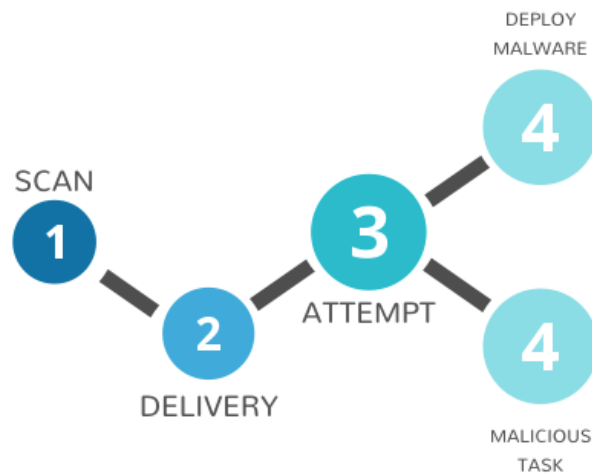 SCAN
1
2
DELIVERY
3
ATTEMPT
DEPLOY
MALWARE
4
4
MALICIOUS
TASK